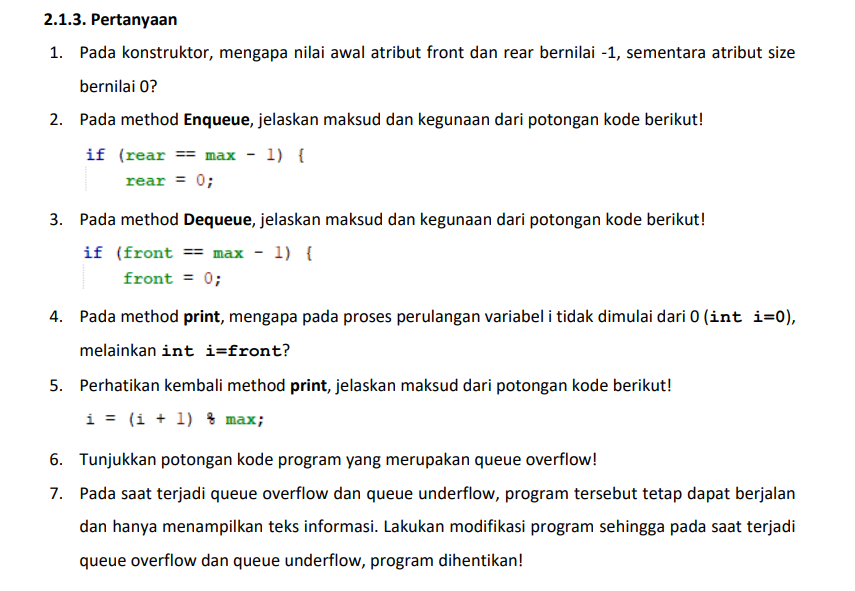 2.1.3. Pertanyaan
1. Pada konstruktor, mengapa nilai awal atribut front dan rear bernilai -1, sementara atribut size
bernilai 0?
2. Pada method Enqueue, jelaskan maksud dan kegunaan dari potongan kode berikut!
if (rear == max - 1) {
rear = 0;
3. Pada method Dequeue, jelaskan maksud dan kegunaan dari potongan kode berikut!
if (front == max - 1) {
front = 0;
4. Pada method print, mengapa pada proses perulangan variabel i tidak dimulai dari 0 (int i=0),
melainkan int i=front?
5. Perhatikan kembali method print, jelaskan maksud dari potongan kode berikut!
i = (i + 1) % max;
6. Tunjukkan potongan kode program yang merupakan queue overflow!
7. Pada saat terjadi queue overflow dan queue underflow, program tersebut tetap dapat berjalan
dan hanya menampilkan teks informasi. Lakukan modifikasi program sehingga pada saat terjadi
queue overflow dan queue underflow, program dihentikan!